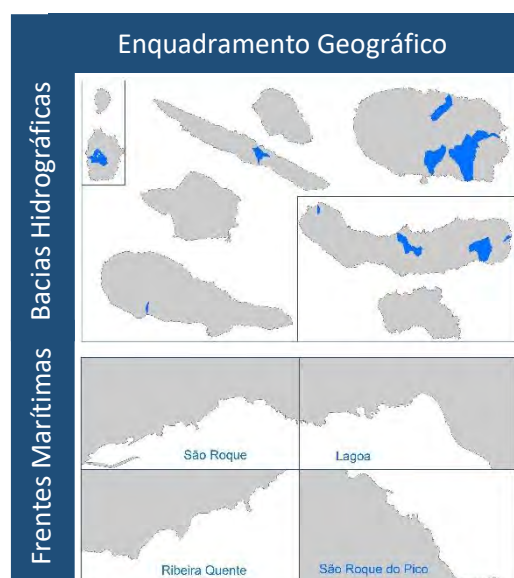 Enquadramento Geográfico
Bacias Hidrográficas
Frentes Marítimas
São Roque
Lagoa
Ribeira Quente
São Roque do Pico